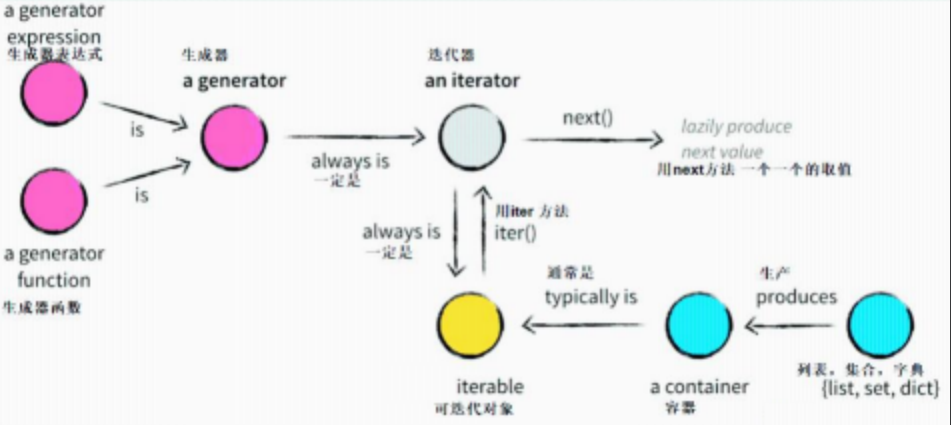 a generator
expression
生成器表达式
is
生成器
a generator
is
a generator
function
生成器函数
always is
一定是
迭代器
an iterator
next()
lazily produce
next value
用next方法 一个一个的取值
always is
一定是
用iter 方法
iter()
iterable
可迭代对象
通常是
typically is
a container
容器
生产
produces
列表，集合，字典
{list, set, dict}